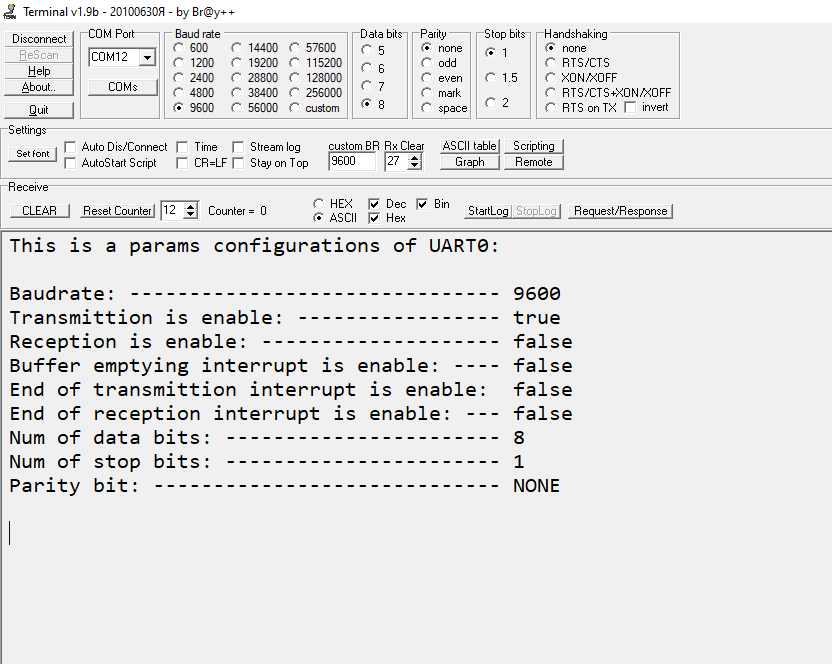 Terminal v1.9b - 20100630Я - by Br@y++
Disconnect
ReScan
Help
About..
Quit
COM Port
COM12
COMs
Baud rate
600 14400 57600
1200 19200 115200
2400 28800 128000
4800 38400 256000
9600 56000 custom
Data bits
5
6
7
8
Parity
none
odd
even
mark
space
Stop bits
1
1.5
2
Handshaking
none
RTS/CTS
XON/XOFF
RTS/CTS+XON/XOFF
RTS on TX invert
Settings
Set font
Auto Dis/Connect Time Stream log
AutoStart Script CR=LF Stay on Top
custom BR Rx Clear
9600 27
ASCII table Scripting
Graph Remote
Receive
CLEAR Reset Counter 12 Counter = 0
HEX Dec Bin
ASCII Hex
StartLog StopLog Request/Response
This is a params configurations of UART0:
Baudrate: ------------------------------- 9600
Transmittion is enable: ----------------- true
Reception is enable: -------------------- false
Buffer emptying interrupt is enable: ---- false
End of transmittion interrupt is enable:  false
End of reception interrupt is enable: --- false
Num of data bits: ----------------------- 8
Num of stop bits: ----------------------- 1
Parity bit: ----------------------------- NONE